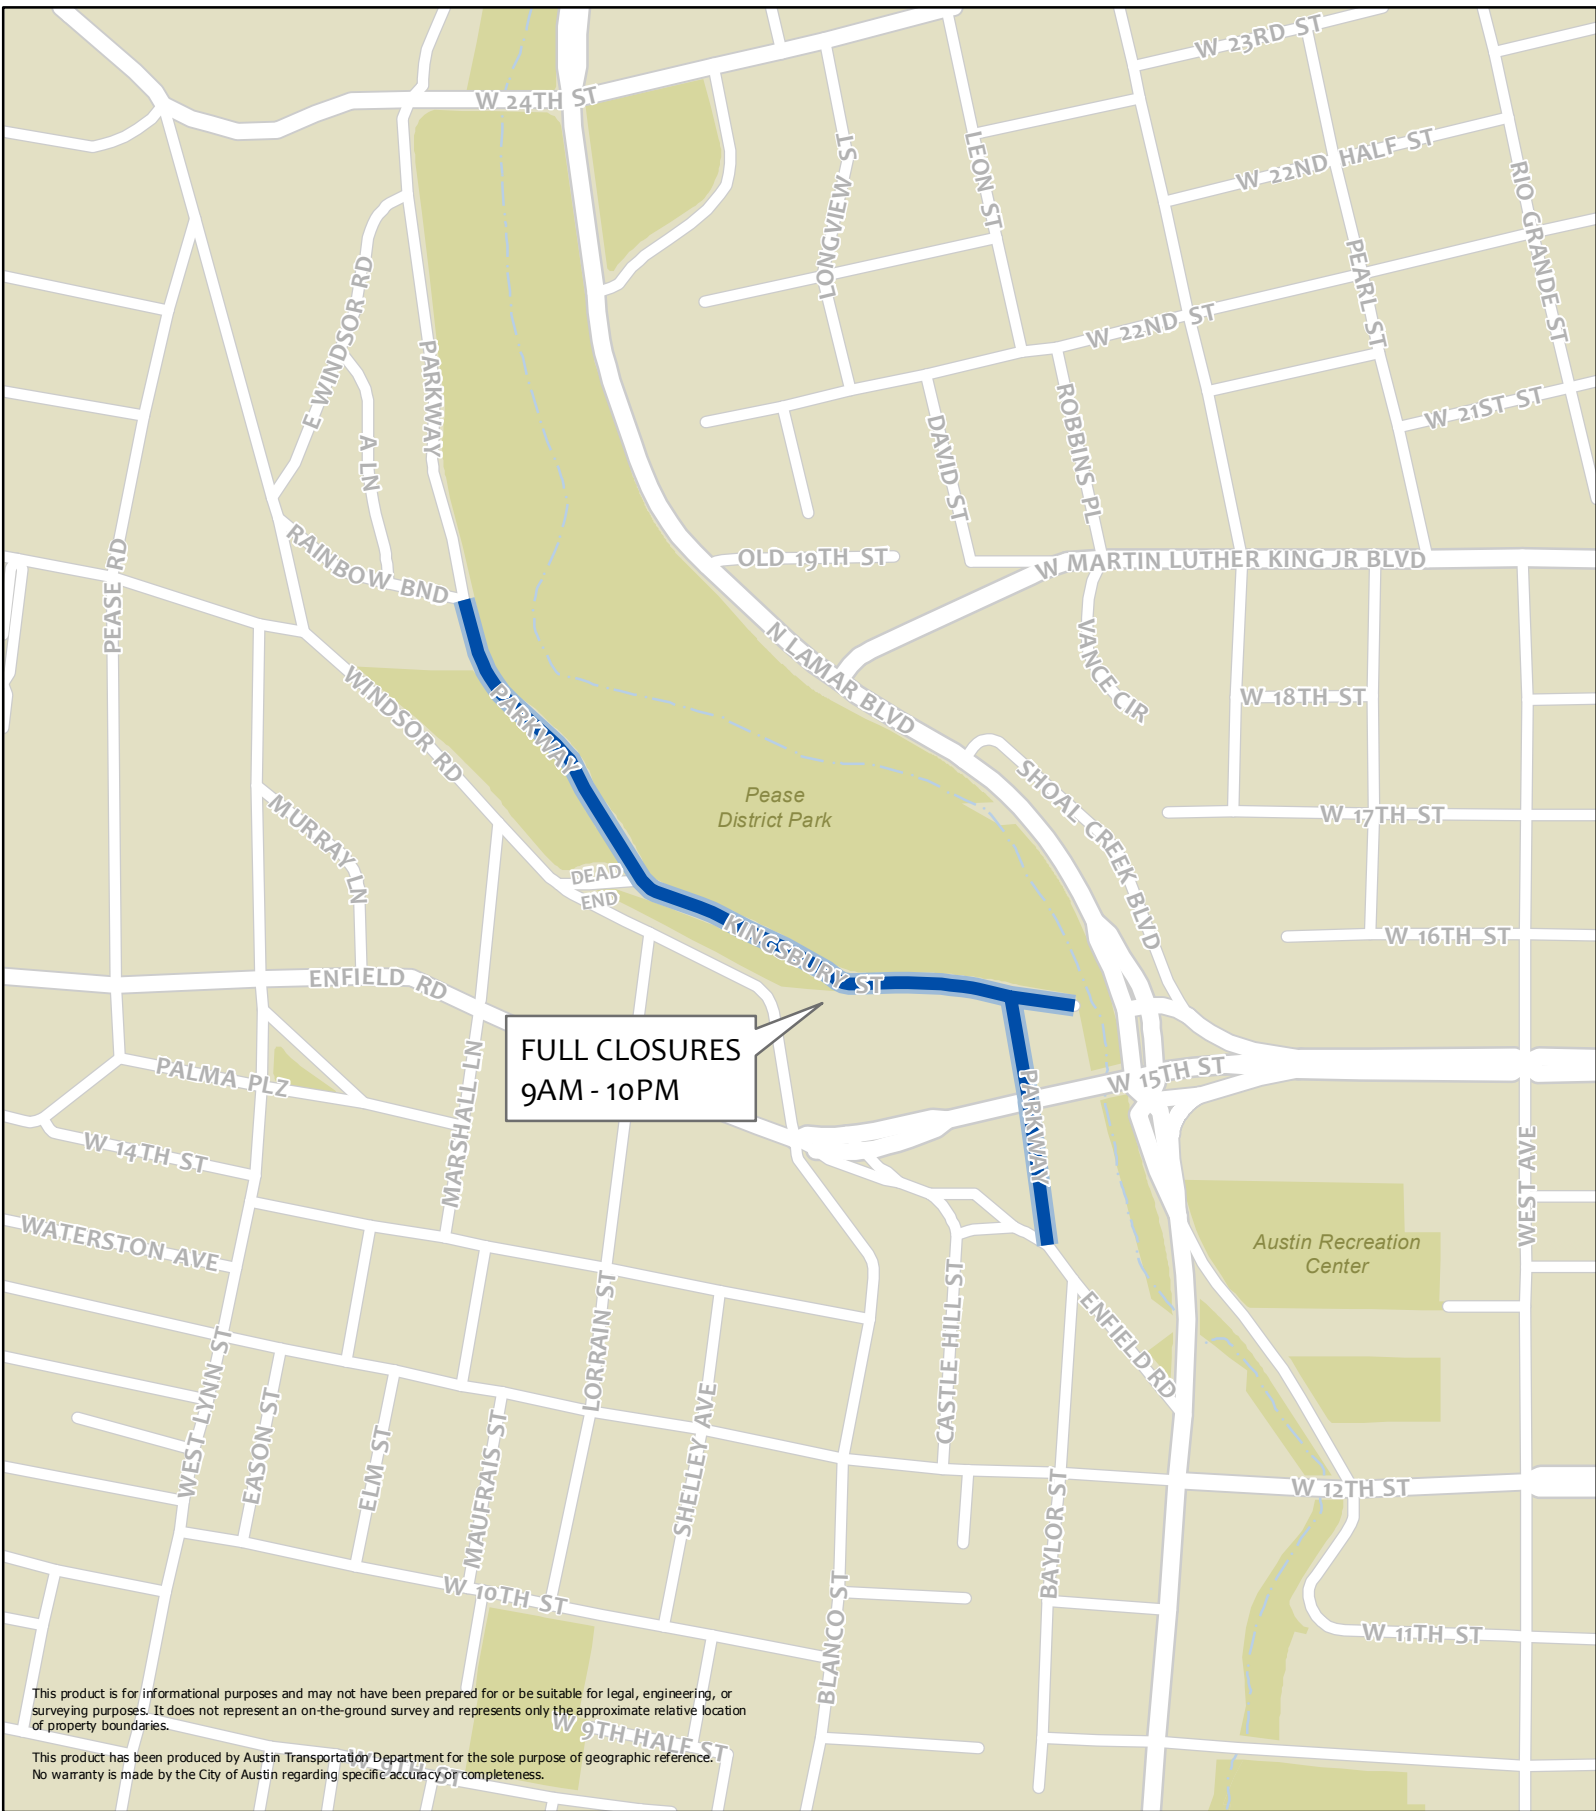 W 23RD ST
W 24TH ST
W 22ND HALF ST
LONGVIEW ST
LEON ST
RIO GRANDE ST
PEARL ST
E WINDSOR RD
PARKWAY
W 22ND ST
ROBBINS PL
W 21ST ST
DAVID ST
A LN
RAINBOW BND
PEASE RD
OLD 19TH ST
W MARTIN LUTHER KING JR BLVD
N LAMAR BLVD
VANCE CIR
WINDSOR RD
PARKWAY
W 18TH ST
SHOAL CREEK BLVD
Pease
District Park
MURRAY LN
W 17TH ST
DEAD
END
KINGSBURY ST
W 16TH ST
ENFIELD RD
FULL CLOSURES
9AM - 10PM
PALMA PLZ
MARSHALL LN
W 15TH ST
PARKWAY
W 14TH ST
WEST AVE
WATERSTON AVE
Austin Recreation
Center
LORRAIN ST
CASTLE HILL ST
ENFIELD RD
WEST LYNN ST
EASON ST
ELM ST
MAUFRAIS ST
SHELLEY AVE
BAYLOR ST
W 12TH ST
W 10TH ST
BLANCO ST
W 11TH ST
This product is for informational purposes and may not have been prepared for or be suitable for legal, engineering, or
surveying purposes. It does not represent an on-the-ground survey and represents only the approximate relative location
of property boundaries.
W 9TH HALF ST
This product has been produced by Austin Transportation Department for the sole purpose of geographic reference.
No warranty is made by the City of Austin regarding specific accuracy or completeness.
W 9TH ST